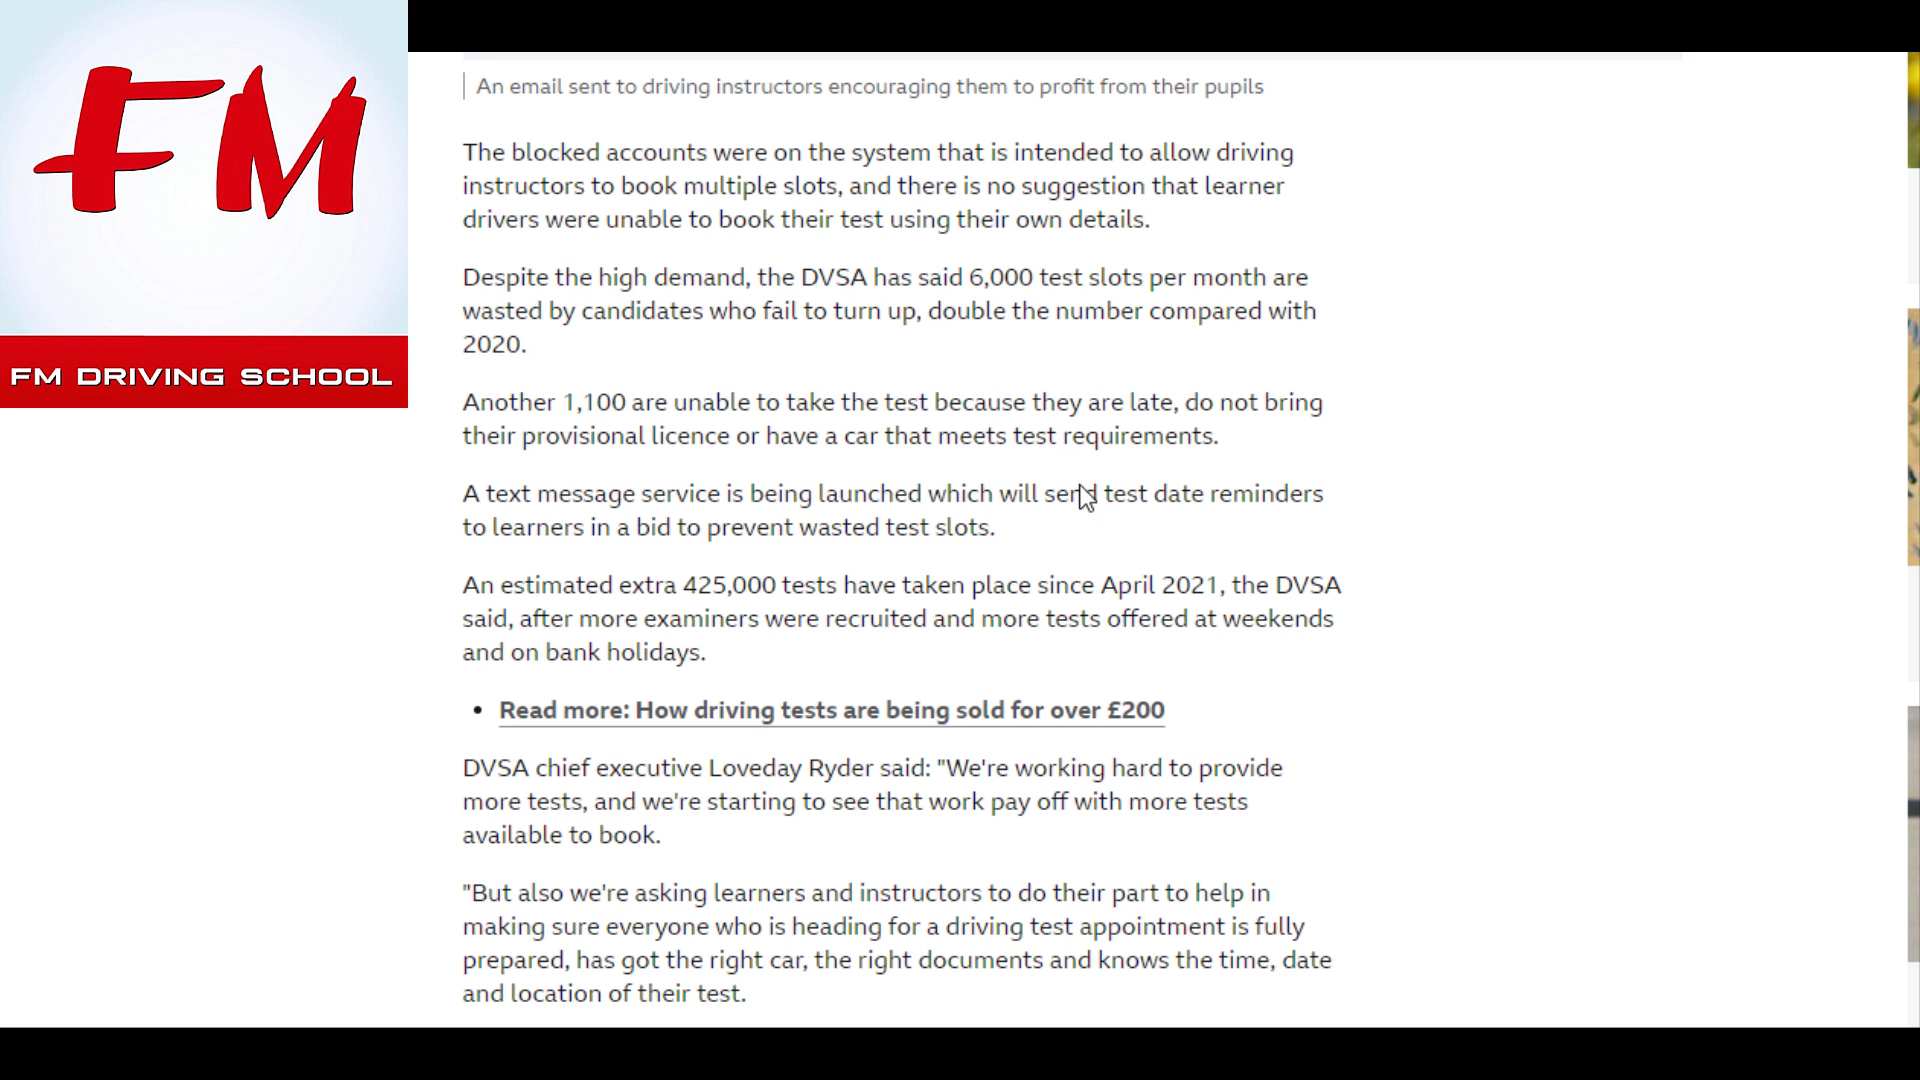 FM
FM DRIVING SCHOOL
An email sent to driving instructors encouraging them to profit from their pupils
The blocked accounts were on the system that is intended to allow driving
instructors to book multiple slots, and there is no suggestion that learner
drivers were unable to book their test using their own details.
Despite the high demand, the DVSA has said 6,000 test slots per month are
wasted by candidates who fail to turn up, double the number compared with
2020.
Another 1,100 are unable to take the test because they are late, do not bring
their provisional licence or have a car that meets test requirements.
A text message service is being launched which will send test date reminders
to learners in a bid to prevent wasted test slots.
An estimated extra 425,000 tests have taken place since April 2021, the DVSA
said, after more examiners were recruited and more tests offered at weekends
and on bank holidays.
• Read more: How driving tests are being sold for over £200
DVSA chief executive Loveday Ryder said: "We're working hard to provide
more tests, and we're starting to see that work pay off with more tests
available to book.
"But also we're asking learners and instructors to do their part to help in
making sure everyone who is heading for a driving test appointment is fully
prepared, has got the right car, the right documents and knows the time, date
and location of their test.